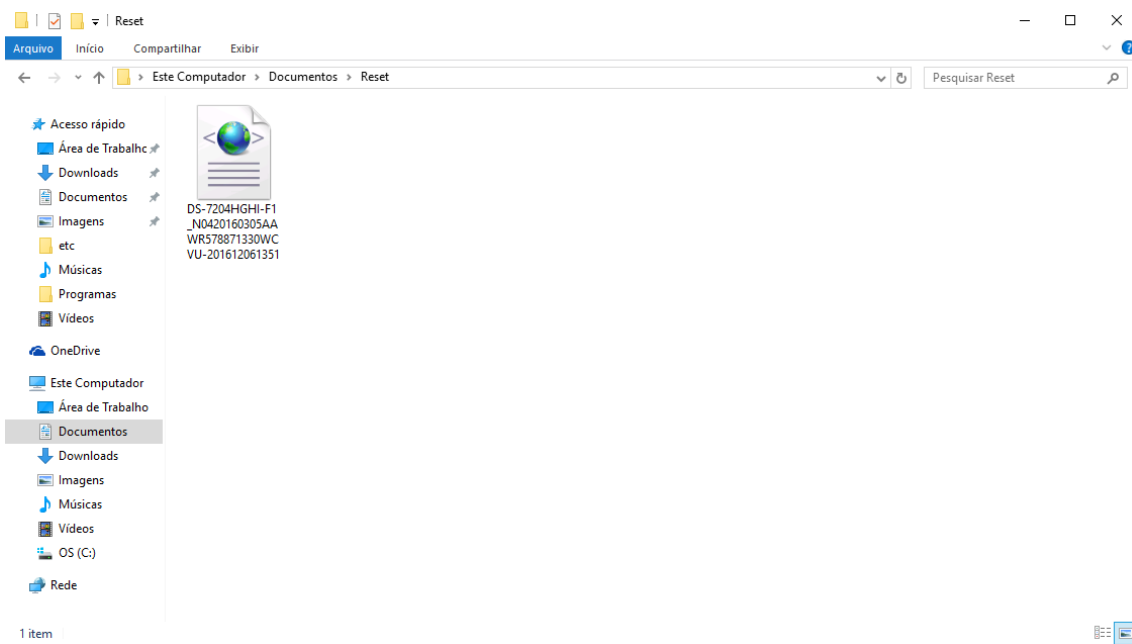 Reset
Arquivo Início Compartilhar Exibir
Este Computador > Documentos > Reset
Pesquisar Reset
Acesso rápido
Área de Trabalhc
Downloads
Documentos
Imagens
etc
Músicas
Programas
Vídeos
OneDrive
Este Computador
Área de Trabalho
Documentos
Downloads
Imagens
Músicas
Vídeos
OS (C:)
Rede
DS-7204HGHI-F1
_N0420160305AA
WR578871330WC
VU-201612061351
1 item